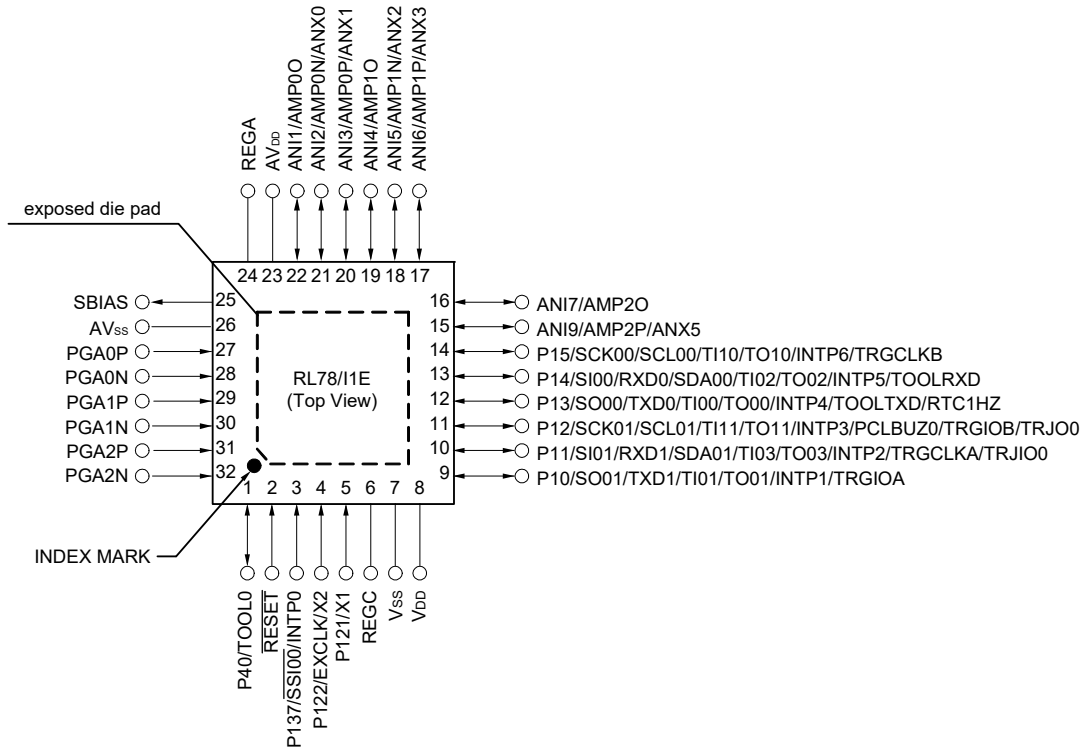 REGA
AVDD
ANI1/AMP0O
ANI2/AMP0N/ANX0
ANI3/AMP0P/ANX1
ANI4/AMP1O
ANI5/AMP1N/ANX2
ANI6/AMP1P/ANX3
exposed die pad
24 23 22 21 20 19 18 17
SBIAS 25
AVSS 26
PGA0P 27
PGA0N 28
PGA1P 29
PGA1N 30
PGA2P 31
PGA2N 32
RL78/I1E
(Top View)
16 ANI7/AMP2O
15 ANI9/AMP2P/ANX5
14 P15/SCK00/SCL00/TI10/TO10/INTP6/TRGCLKB
13 P14/SI00/RXD0/SDA00/TI02/TO02/INTP5/TOOLRXD
12 P13/SO00/TXD0/TI00/TO00/INTP4/TOOLTXD/RTC1HZ
11 P12/SCK01/SCL01/TI11/TO11/INTP3/PCLBUZ0/TRGIOB/TRJO0
10 P11/SI01/RXD1/SDA01/TI03/TO03/INTP2/TRGCLKA/TRJIO0
9 P10/SO01/TXD1/TI01/TO01/INTP1/TRGIOA
1 2 3 4 5 6 7 8
INDEX MARK
P40/TOOL0
RESET
P137/SSI00/INTP0
P122/EXCLK/X2
P121/X1
REGC
VSS
VDD